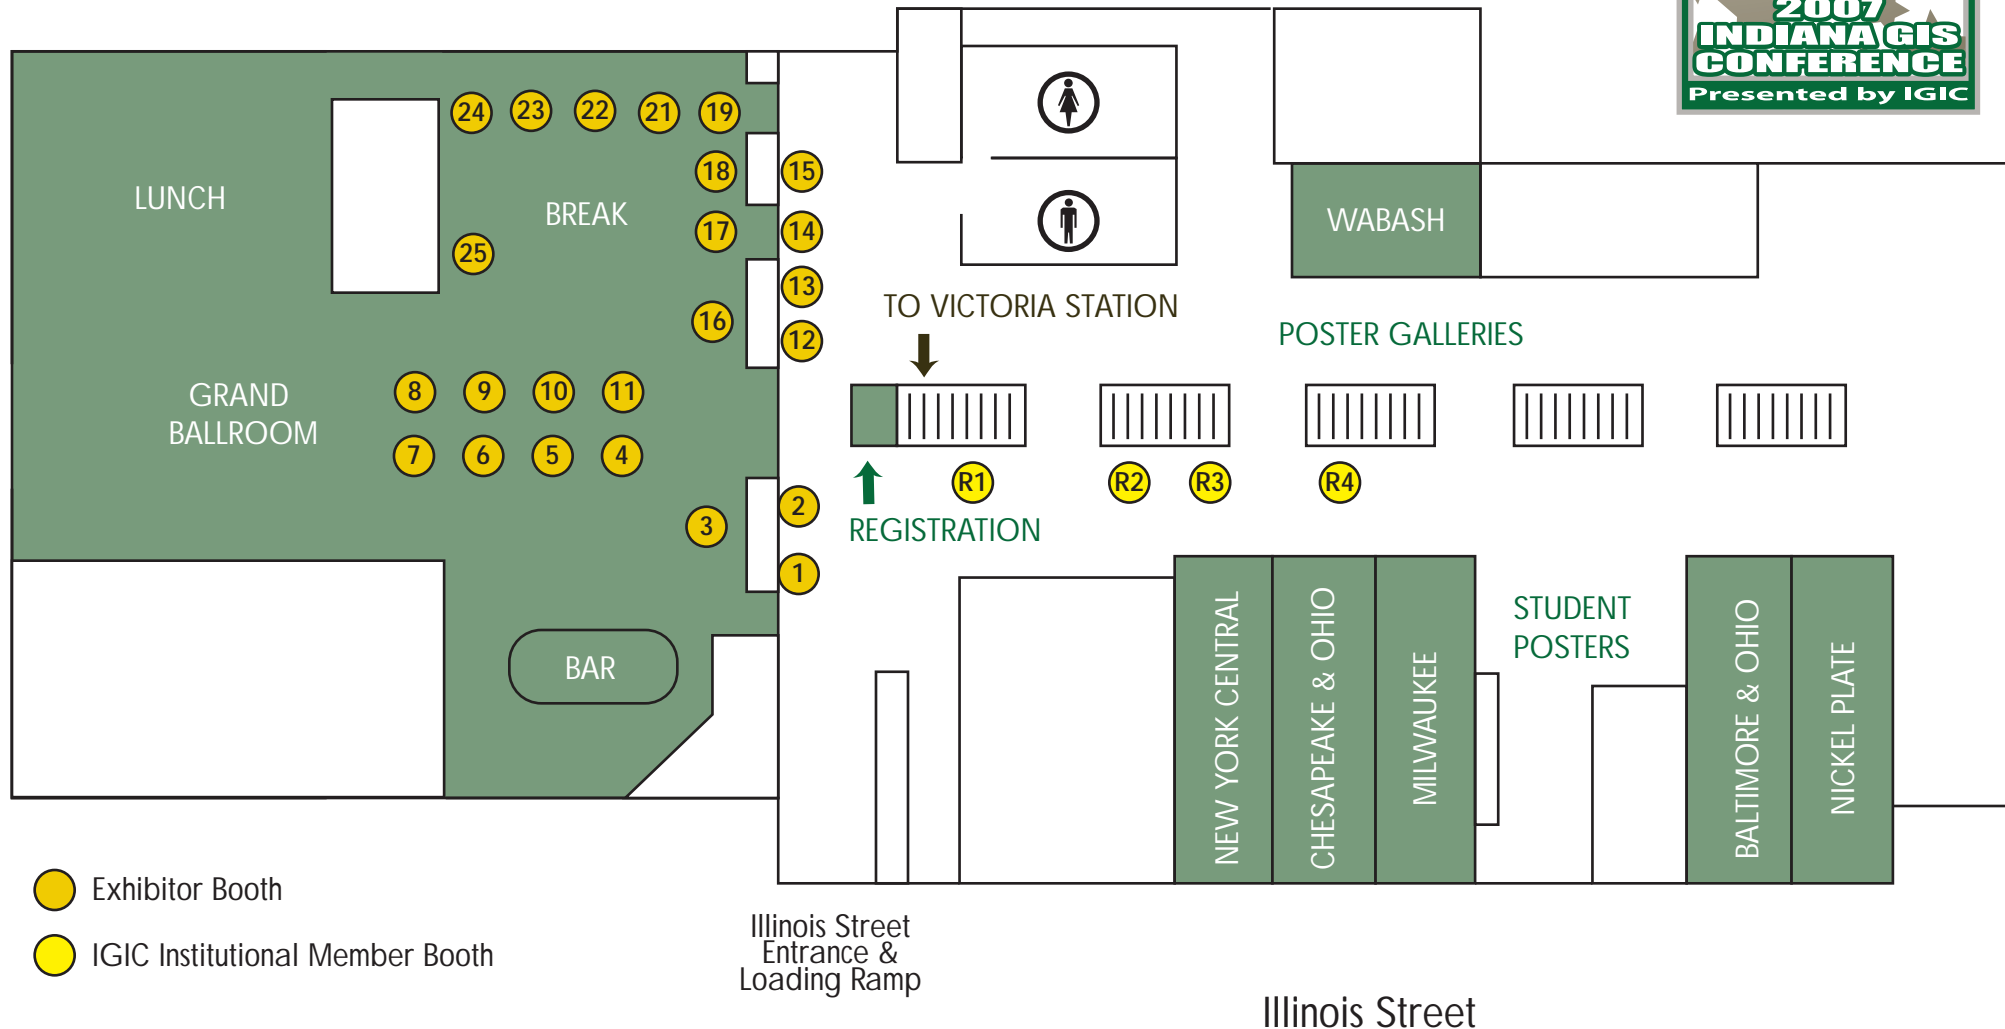 2007
INDIANA GIS
CONFERENCE
Presented by IGIC
24
23
22
21
19
18
15
LUNCH
BREAK
17
14
WABASH
25
13
16
12
TO VICTORIA STATION
POSTER GALLERIES
GRAND
BALLROOM
8
9
10
11
7
6
5
4
R1
R2
R3
R4
3
2
1
REGISTRATION
STUDENT
POSTERS
BAR
NEW YORK CENTRAL
CHESAPEAKE & OHIO
MILWAUKEE
BALTIMORE & OHIO
NICKEL PLATE
Exhibitor Booth
IGIC Institutional Member Booth
Illinois Street
Entrance &
Loading Ramp
Illinois Street